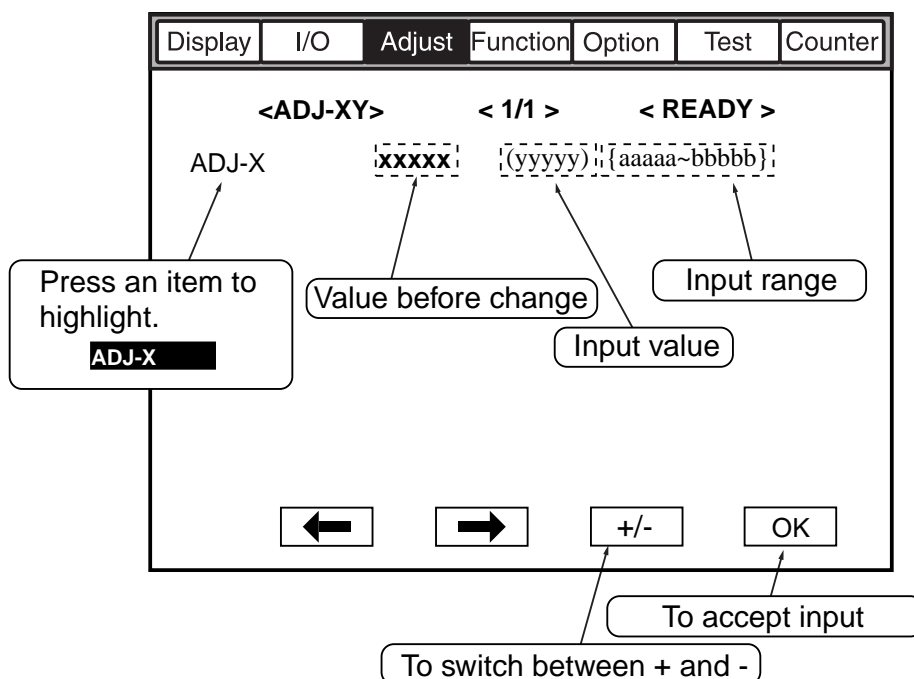 Display I/O Adjust Function Option Test Counter
<ADJ-XY> < 1/1 > < READY >
ADJ-X xxxxx (yyyyy) {aaaaa~bbbbb}
Press an item to
highlight.
ADJ-X
Value before change
Input value
Input range
+/- OK
To accept input
To switch between + and -